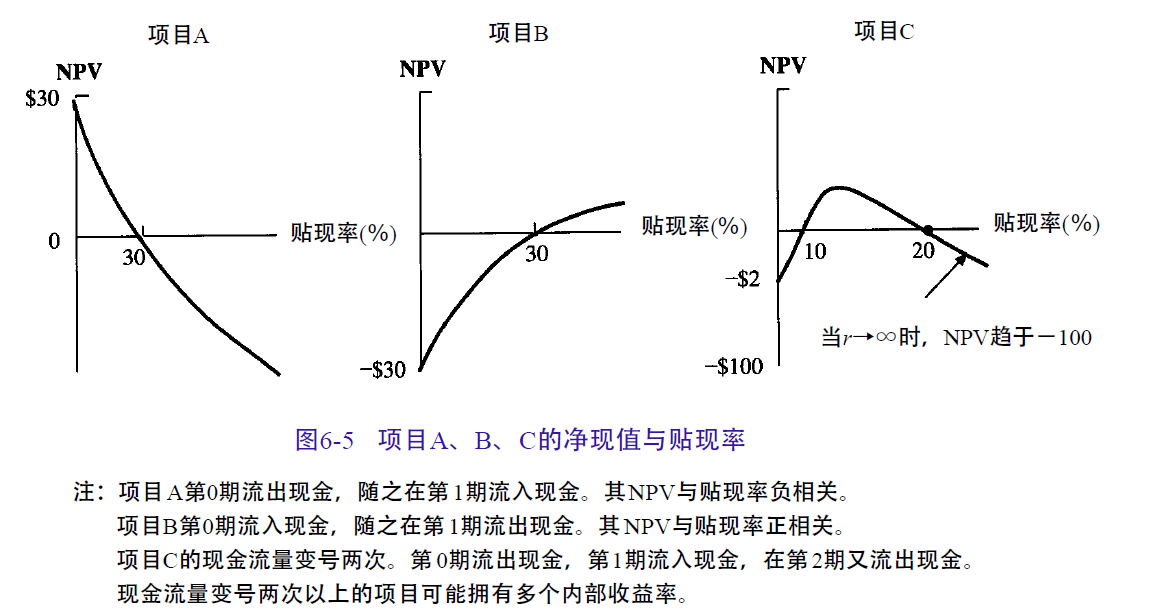 项目A
项目B
项目C
NPV
$30
0
30
贴现率(%)
NPV
30
贴现率(%)
-$30
NPV
贴现率(%)
10
20
-$2
当r→∞时，NPV趋于－100
-$100
图6-5 项目A、B、C的净现值与贴现率
注：项目A第0期流出现金，随之在第1期流入现金。其NPV与贴现率负相关。
项目B第0期流入现金，随之在第1期流出现金。其NPV与贴现率正相关。
项目C的现金流量变号两次。第0期流出现金，第1期流入现金，在第2期又流出现金。
现金流量变号两次以上的项目可能拥有多个内部收益率。